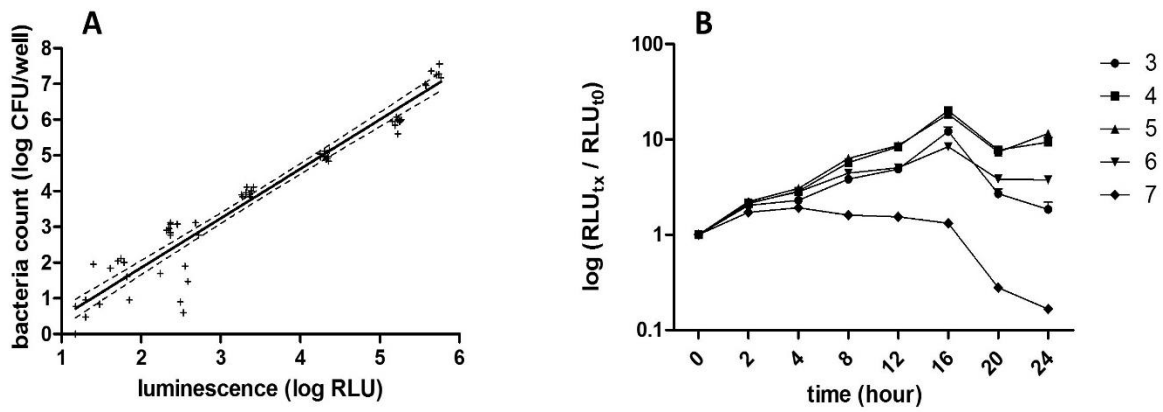 A
bacteria count (log CFU/well)
8
7
6
5
4
3
2
1
0
1 2 3 4 5 6
luminescence (log RLU)
B
log (RLUtx / RLUt0)
100
10
1
0.1
0 2 4 8 12 16 20 24
time (hour)
3
4
5
6
7